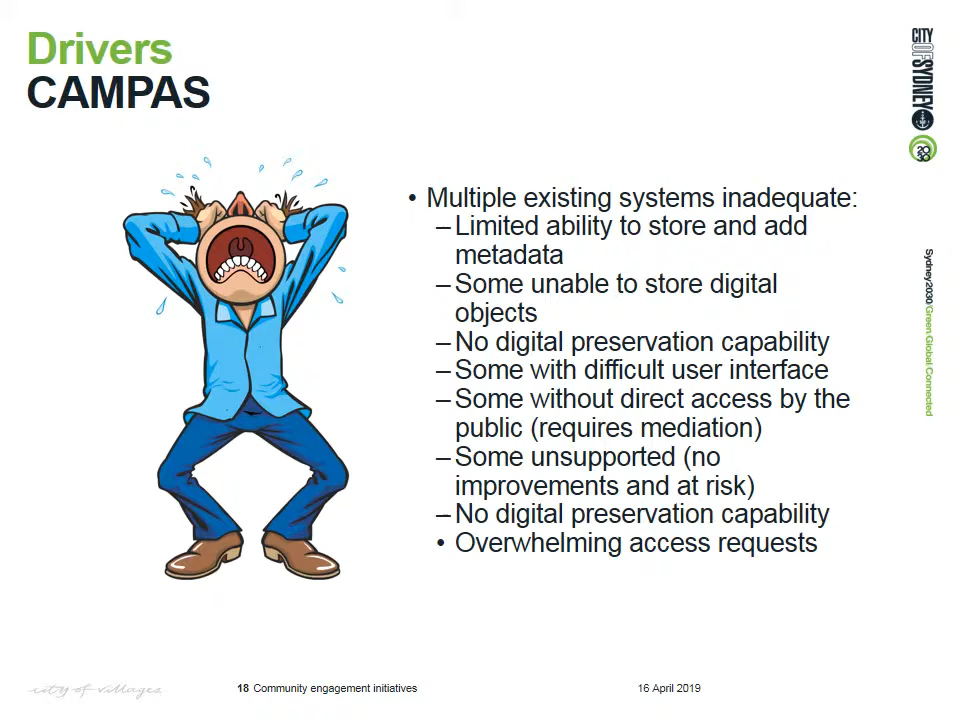 Drivers
CAMPAS
CITY OF SYDNEY
2030
• Multiple existing systems inadequate:
– Limited ability to store and add
metadata
– Some unable to store digital
objects
– No digital preservation capability
– Some with difficult user interface
– Some without direct access by the
public (requires mediation)
– Some unsupported (no
improvements and at risk)
– No digital preservation capability
• Overwhelming access requests
Sydney2030/Green/Global/Connected
city of villages
18 Community engagement initiatives
16 April 2019